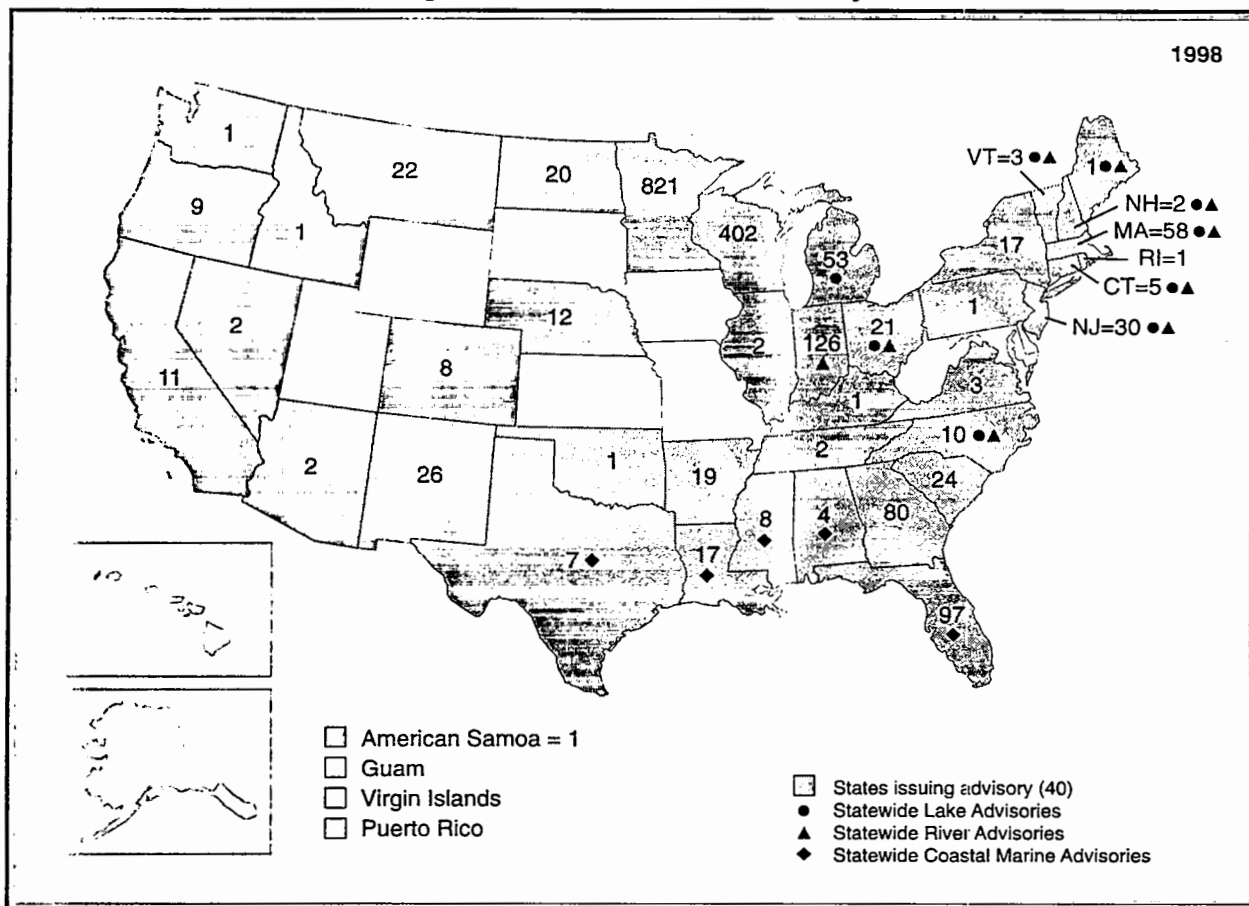 1998
1
22
20
821
VT=3
1
9
1
402
NH=2
17
MA=58
53
RI=1
CT=5
2
12
1
21
NJ=30
2
126
11
8
1
3
10
2
2
26
1
19
24
8
4
80
7
17
97
American Samoa = 1
Guam
Virgin Islands
Puerto Rico
States issuing advisory (40)
Statewide Lake Advisories
Statewide River Advisories
Statewide Coastal Marine Advisories